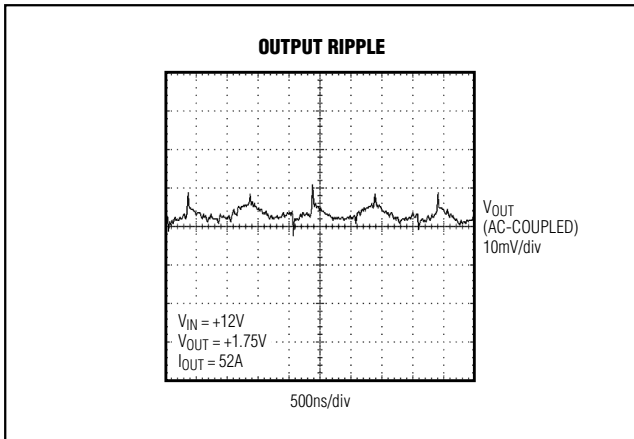 OUTPUT RIPPLE
VOUT
(AC-COUPLED)
10mV/div
VIN = +12V
VOUT = +1.75V
IOUT = 52A
500ns/div